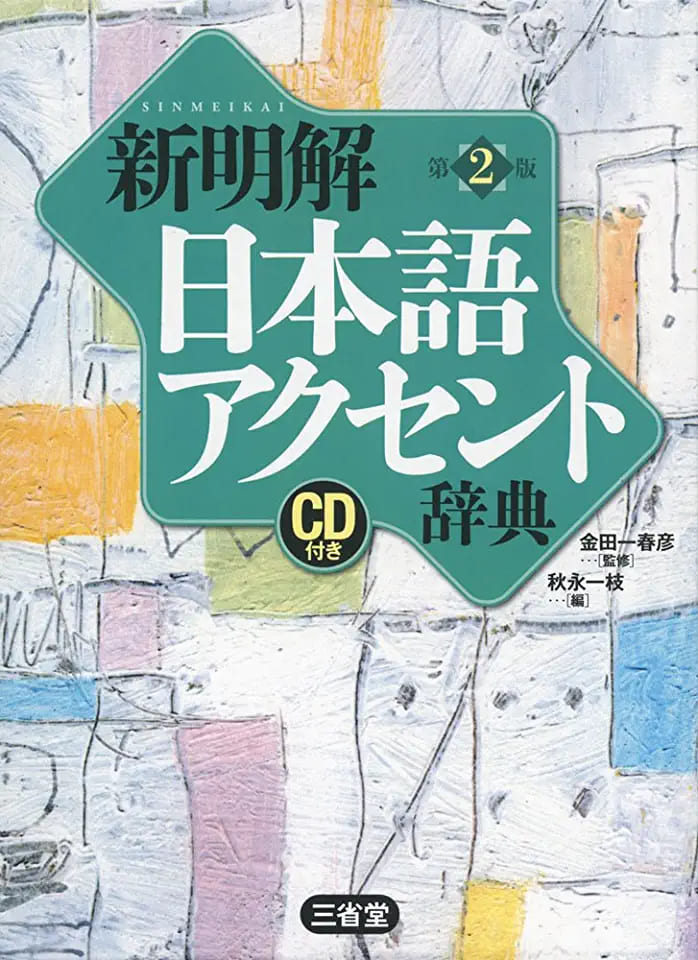 SINMEIKAI
新明解
第2版
日本語
アクセント
辞典
CD
付き
金田一春彦
…[監修]
秋永一枝
…[編]
三省堂